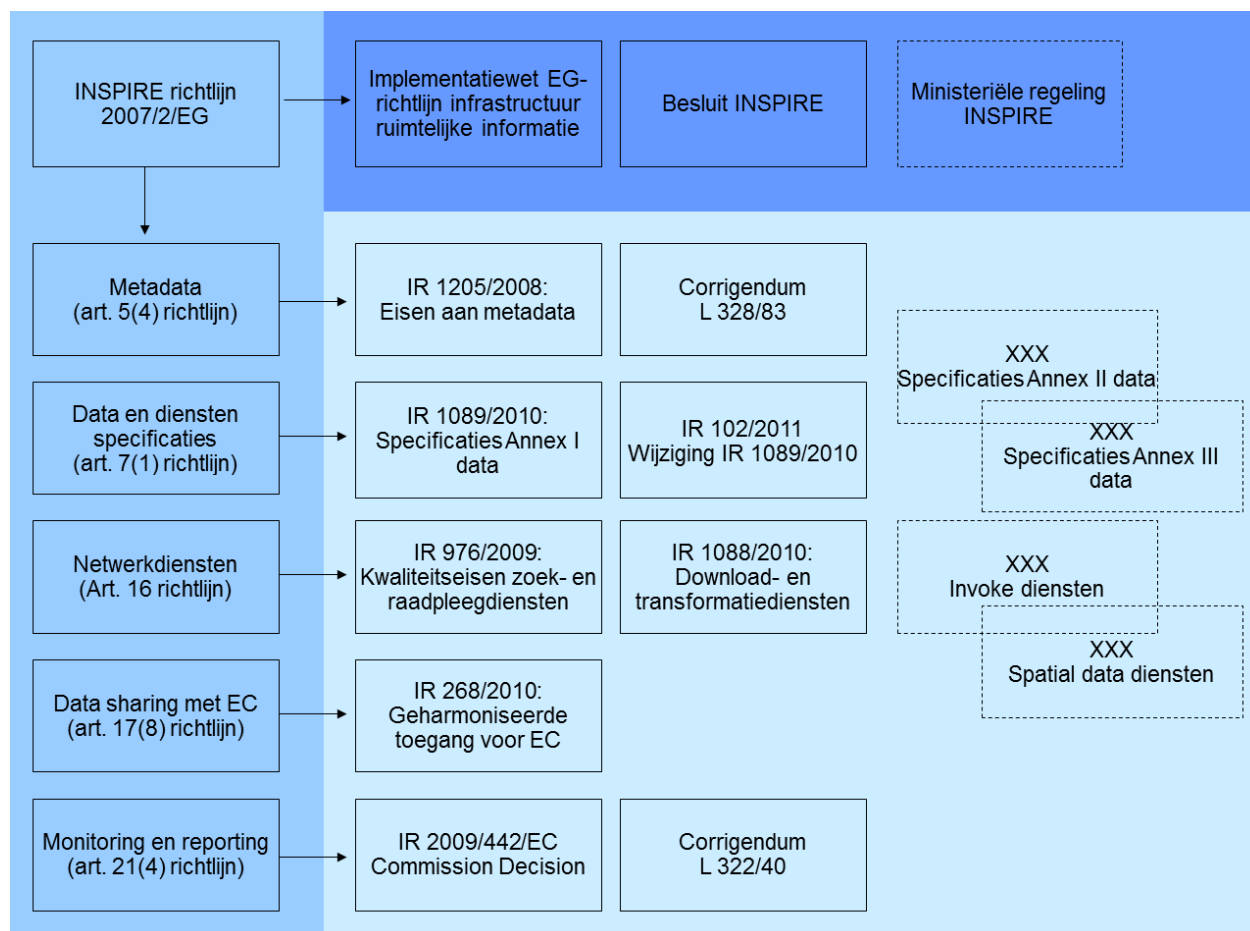 INSPIRE richtlijn
2007/2/EG
Implementatiewet EG-
richtlijn infrastructuur
ruimtelijke informatie
Besluit INSPIRE
Ministeriële regeling
INSPIRE
Metadata
(art. 5(4) richtlijn)
IR 1205/2008:
Eisen aan metadata
Corrigendum
L 328/83
XXX
Specificaties Annex II data
Data en diensten
specificaties
(art. 7(1) richtlijn)
IR 1089/2010:
Specificaties Annex I
data
IR 102/2011
Wijziging IR 1089/2010
XXX
Specificaties Annex III
data
Netwerkdiensten
(Art. 16 richtlijn)
IR 976/2009:
Kwaliteitseisen zoek- en
raadpleegdiensten
IR 1088/2010:
Download- en
transformatiediensten
XXX
Invoke diensten
XXX
Spatial data diensten
Data sharing met EC
(art. 17(8) richtlijn)
IR 268/2010:
Geharmoniseerde
toegang voor EC
Monitoring en reporting
(art. 21(4) richtlijn)
IR 2009/442/EC
Commission Decision
Corrigendum
L 322/40